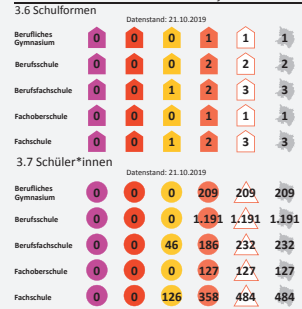 3.6 Schulformen
Datenstand: 21.10.2019
Berufliches
Gymnasium 0 0 0 1 1 1
Berufsschule 0 0 0 2 2 2
Berufsfachschule 0 0 1 2 3 3
Fachoberschule 0 0 0 1 1 1
Fachschule 0 0 1 2 3 3
3.7 Schüler*innen
Datenstand: 21.10.2019
Berufliches
Gymnasium 0 0 0 209 209 209
Berufsschule 0 0 0 1.191 1.191 1.191
Berufsfachschule 0 0 46 186 232 232
Fachoberschule 0 0 0 127 127 127
Fachschule 0 0 126 358 484 484